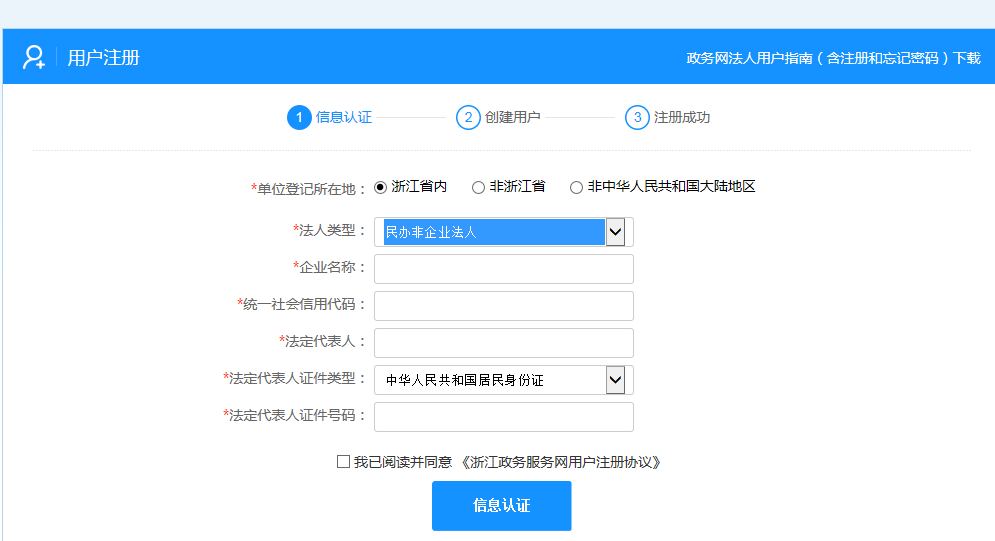 用户注册
政务网法人用户指南（含注册和忘记密码）下载
1 信息认证 2 创建用户 3 注册成功
*单位登记所在地： 浙江省内 非浙江省 非中华人民共和国大陆地区
*法人类型： 民办非企业法人
*企业名称：
*统一社会信用代码：
*法定代表人：
*法定代表人证件类型： 中华人民共和国居民身份证
*法定代表人证件号码：
我已阅读并同意 《浙江政务服务网用户注册协议》
信息认证